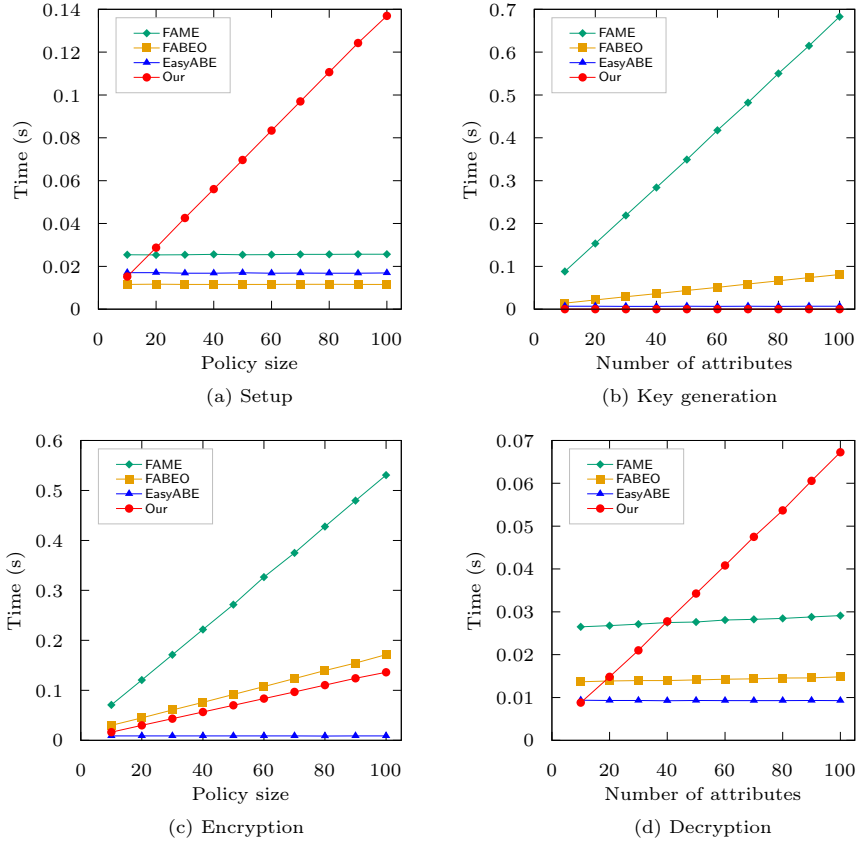 0.14
0.12
0.1
0.08
0.06
0.04
0.02
0
Time (s)
FAME
FABEO
EasyABE
Our
0 20 40 60 80 100
Policy size
(a) Setup
0.7
0.6
0.5
0.4
0.3
0.2
0.1
0
Time (s)
FAME
FABEO
EasyABE
Our
0 20 40 60 80 100
Number of attributes
(b) Key generation
0.6
0.5
0.4
0.3
0.2
0.1
0
Time (s)
FAME
FABEO
EasyABE
Our
0 20 40 60 80 100
Policy size
(c) Encryption
0.07
0.06
0.05
0.04
0.03
0.02
0.01
0
Time (s)
FAME
FABEO
EasyABE
Our
0 20 40 60 80 100
Number of attributes
(d) Decryption